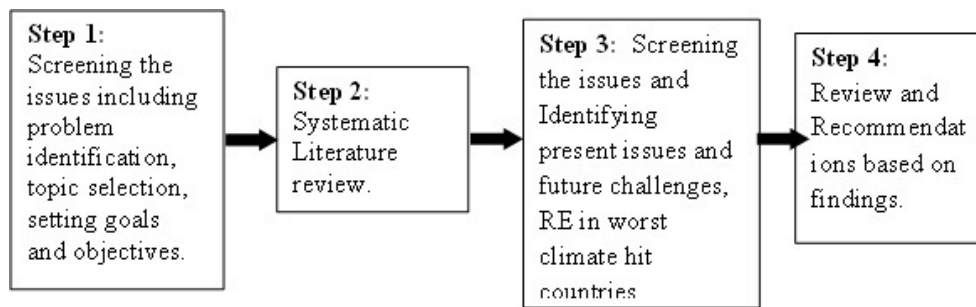 Step 1:
Screening the
issues including
problem
identification,
topic selection,
setting goals
and objectives.
Step 2:
Systematic
Literature
review.
Step 3: Screening
the issues and
Identifying
present issues and
future challenges,
RE in worst
climate hit
countries
Step 4:
Review and
Recommendat
ions based on
findings.